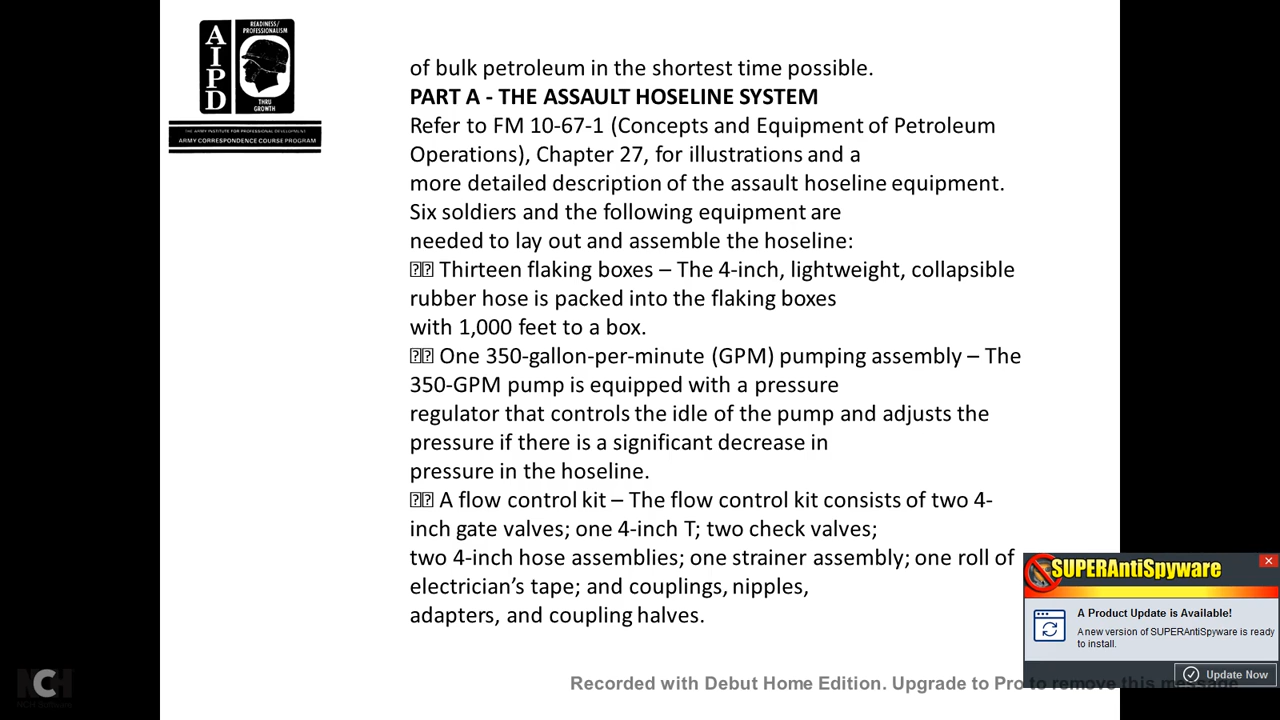 AIPD
READINESS/
PROFESSIONALISM
THRU
GROWTH
THE ARMY INSTITUTE FOR PROFESSIONAL DEVELOPMENT
ARMY CORRESPONDENCE COURSE PROGRAM
of bulk petroleum in the shortest time possible.
PART A - THE ASSAULT HOSELINE SYSTEM
Refer to FM 10-67-1 (Concepts and Equipment of Petroleum
Operations), Chapter 27, for illustrations and a
more detailed description of the assault hoseline equipment.
Six soldiers and the following equipment are
needed to lay out and assemble the hoseline:
Thirteen flaking boxes – The 4-inch, lightweight, collapsible
rubber hose is packed into the flaking boxes
with 1,000 feet to a box.
One 350-gallon-per-minute (GPM) pumping assembly – The
350-GPM pump is equipped with a pressure
regulator that controls the idle of the pump and adjusts the
pressure if there is a significant decrease in
pressure in the hoseline.
A flow control kit – The flow control kit consists of two 4-
inch gate valves; one 4-inch T; two check valves;
two 4-inch hose assemblies; one strainer assembly; one roll of
electrician’s tape; and couplings, nipples,
adapters, and coupling halves.
SUPERAntiSpyware
A Product Update is Available!
A new version of SUPERAntiSpyware is ready
to install.
Update Now
NCH
NCH Software
Recorded with Debut Home Edition. Upgrade to Pro to remove this message